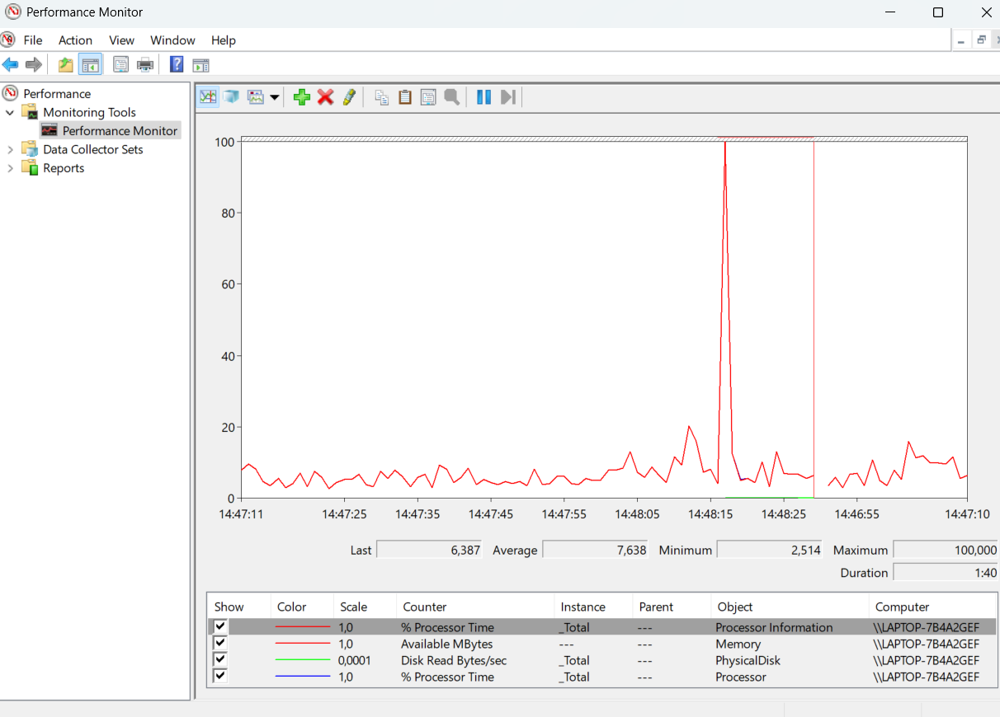 Performance Monitor
File Action View Window Help
Performance
Monitoring Tools
Performance Monitor
Data Collector Sets
Reports
100
80
60
40
20
0
14:47:11 14:47:25 14:47:35 14:47:45 14:47:55 14:48:05 14:48:15 14:48:25 14:46:55 14:47:10
Last 6,387 Average 7,638 Minimum 2,514 Maximum 100,000
Duration 1:40
Show Color Scale Counter Instance Parent Object Computer
1,0 % Processor Time _Total --- Processor Information \\LAPTOP-7B4A2GEF
1,0 Available MBytes --- --- Memory \\LAPTOP-7B4A2GEF
0,0001 Disk Read Bytes/sec _Total --- PhysicalDisk \\LAPTOP-7B4A2GEF
1,0 % Processor Time _Total --- Processor \\LAPTOP-7B4A2GEF